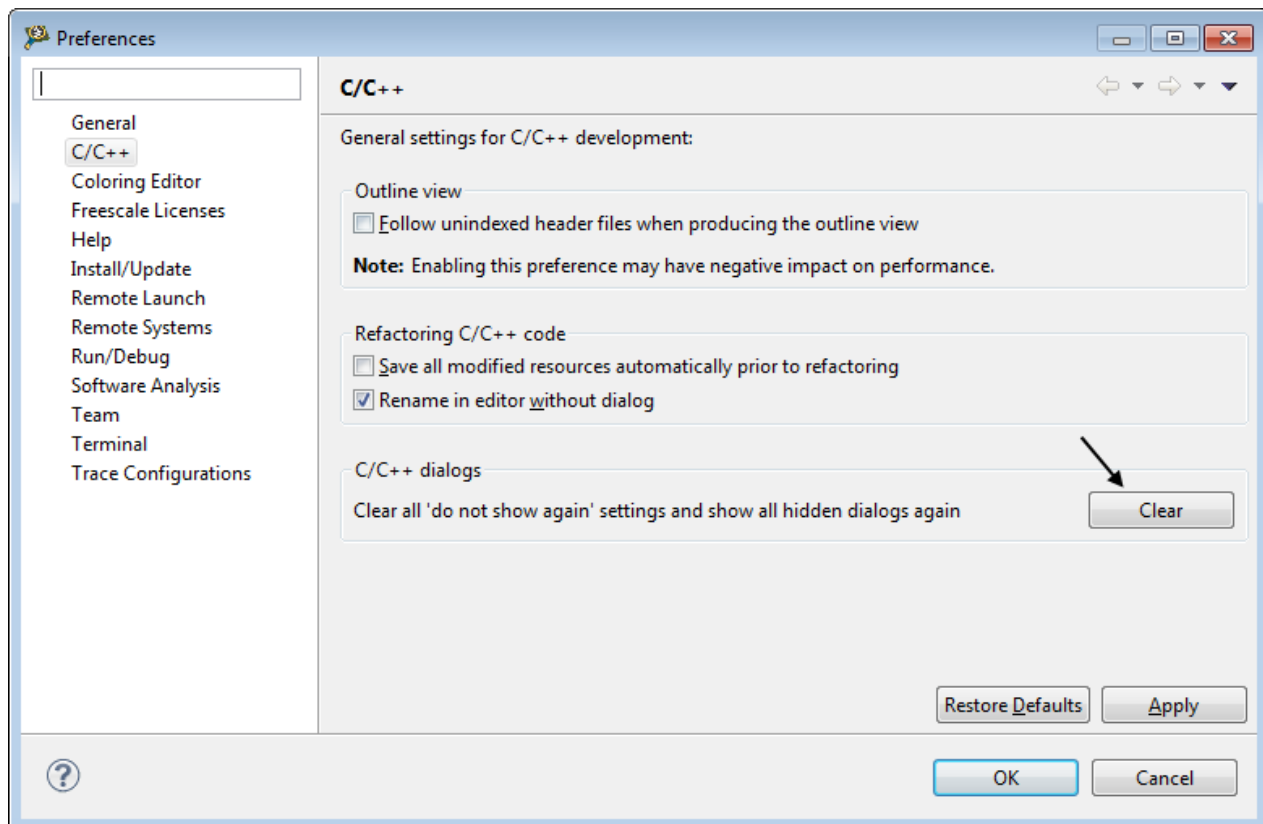 Preferences
General
C/C++
Coloring Editor
Freescale Licenses
Help
Install/Update
Remote Launch
Remote Systems
Run/Debug
Software Analysis
Team
Terminal
Trace Configurations
C/C++
General settings for C/C++ development:
Outline view
Follow unindexed header files when producing the outline view
Note: Enabling this preference may have negative impact on performance.
Refactoring C/C++ code
Save all modified resources automatically prior to refactoring
Rename in editor without dialog
C/C++ dialogs
Clear all 'do not show again' settings and show all hidden dialogs again Clear
Restore Defaults Apply
? OK Cancel